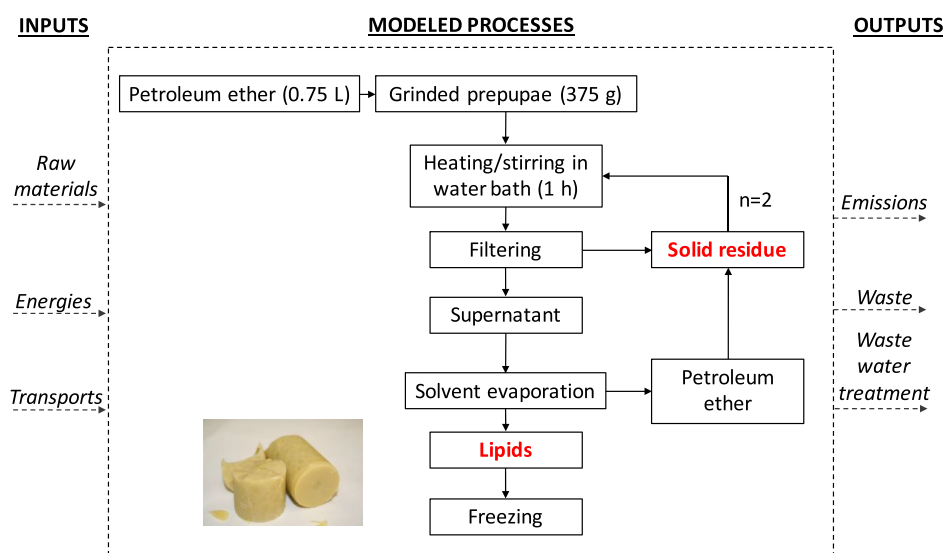 INPUTS
MODELED PROCESSES
OUTPUTS
Petroleum ether (0.75 L)
Grinded prepupae (375 g)
Raw
materials
Heating/stirring in
water bath (1 h)
n=2
Emissions
Filtering
Solid residue
Energies
Supernatant
Waste
Waste
water
treatment
Transports
Solvent evaporation
Petroleum
ether
Lipids
Freezing